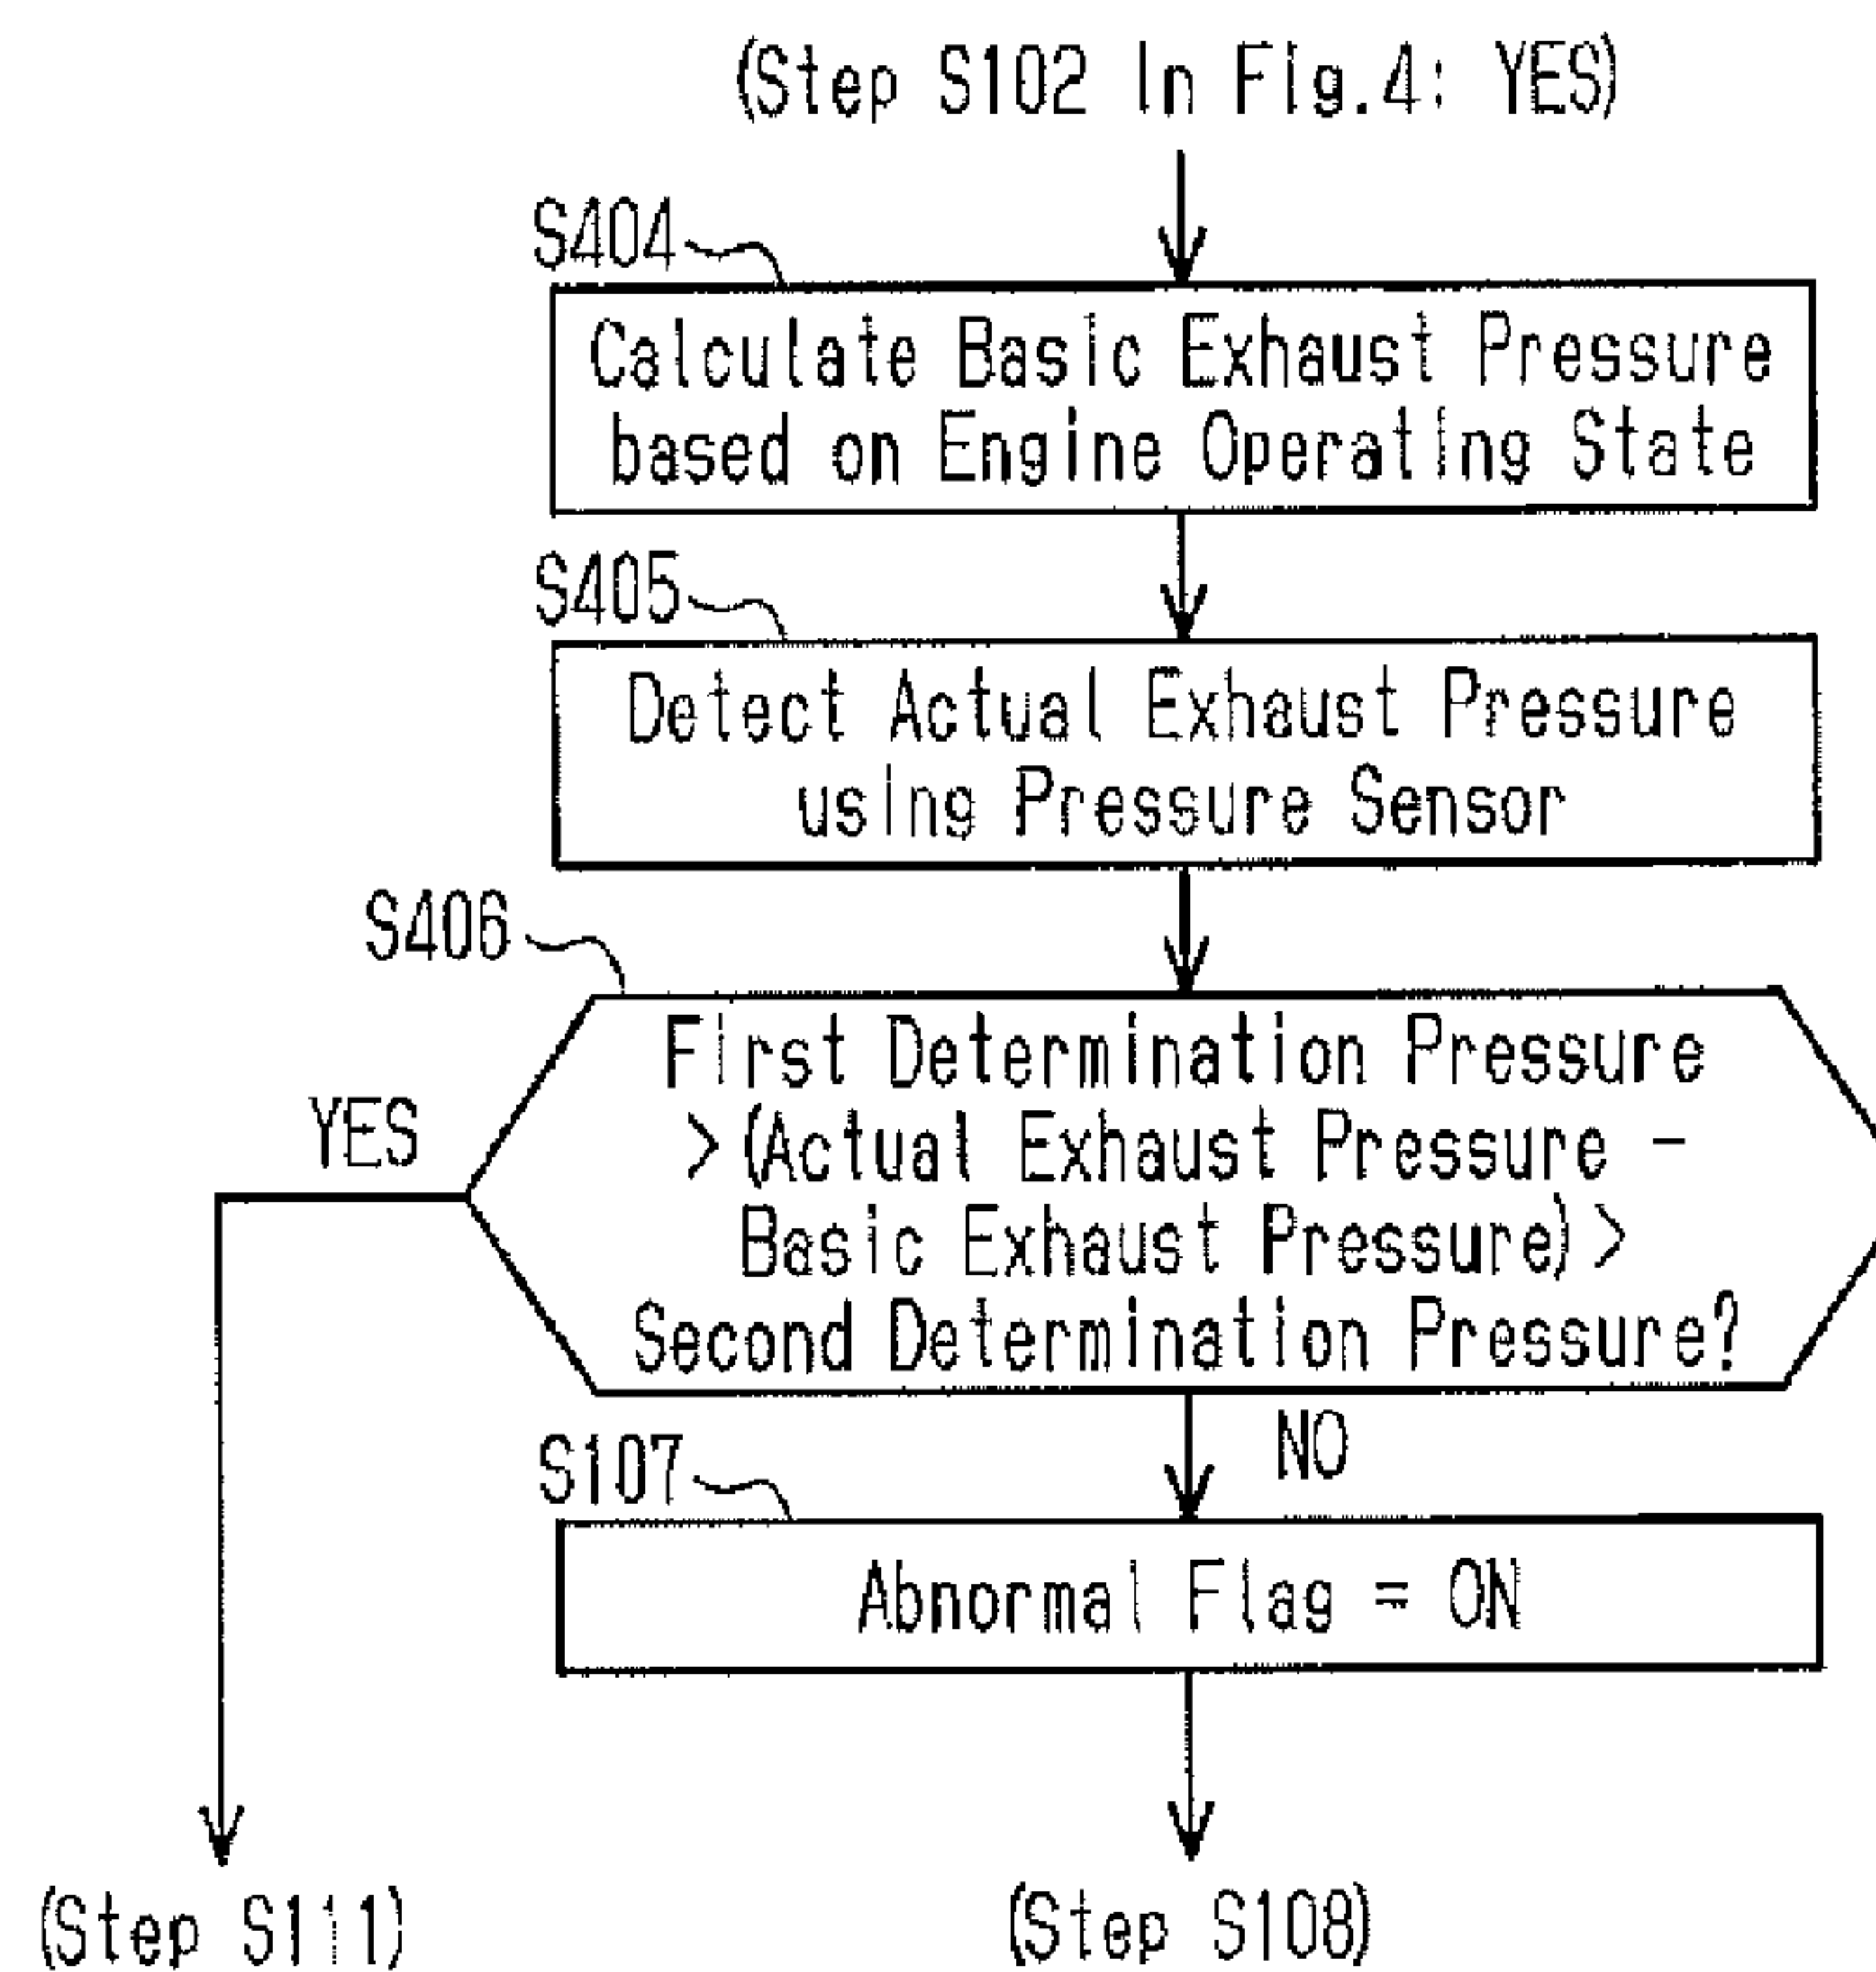 (Step S102 In Fig.4: YES)
S404
Calculate Basic Exhaust Pressure
based on Engine Operating State
S405
Detect Actual Exhaust Pressure
using Pressure Sensor
S406
First Determination Pressure
>(Actual Exhaust Pressure -
Basic Exhaust Pressure)>
Second Determination Pressure?
YES
NO
S107
Abnormal Flag = ON
(Step S111)
(Step S108)